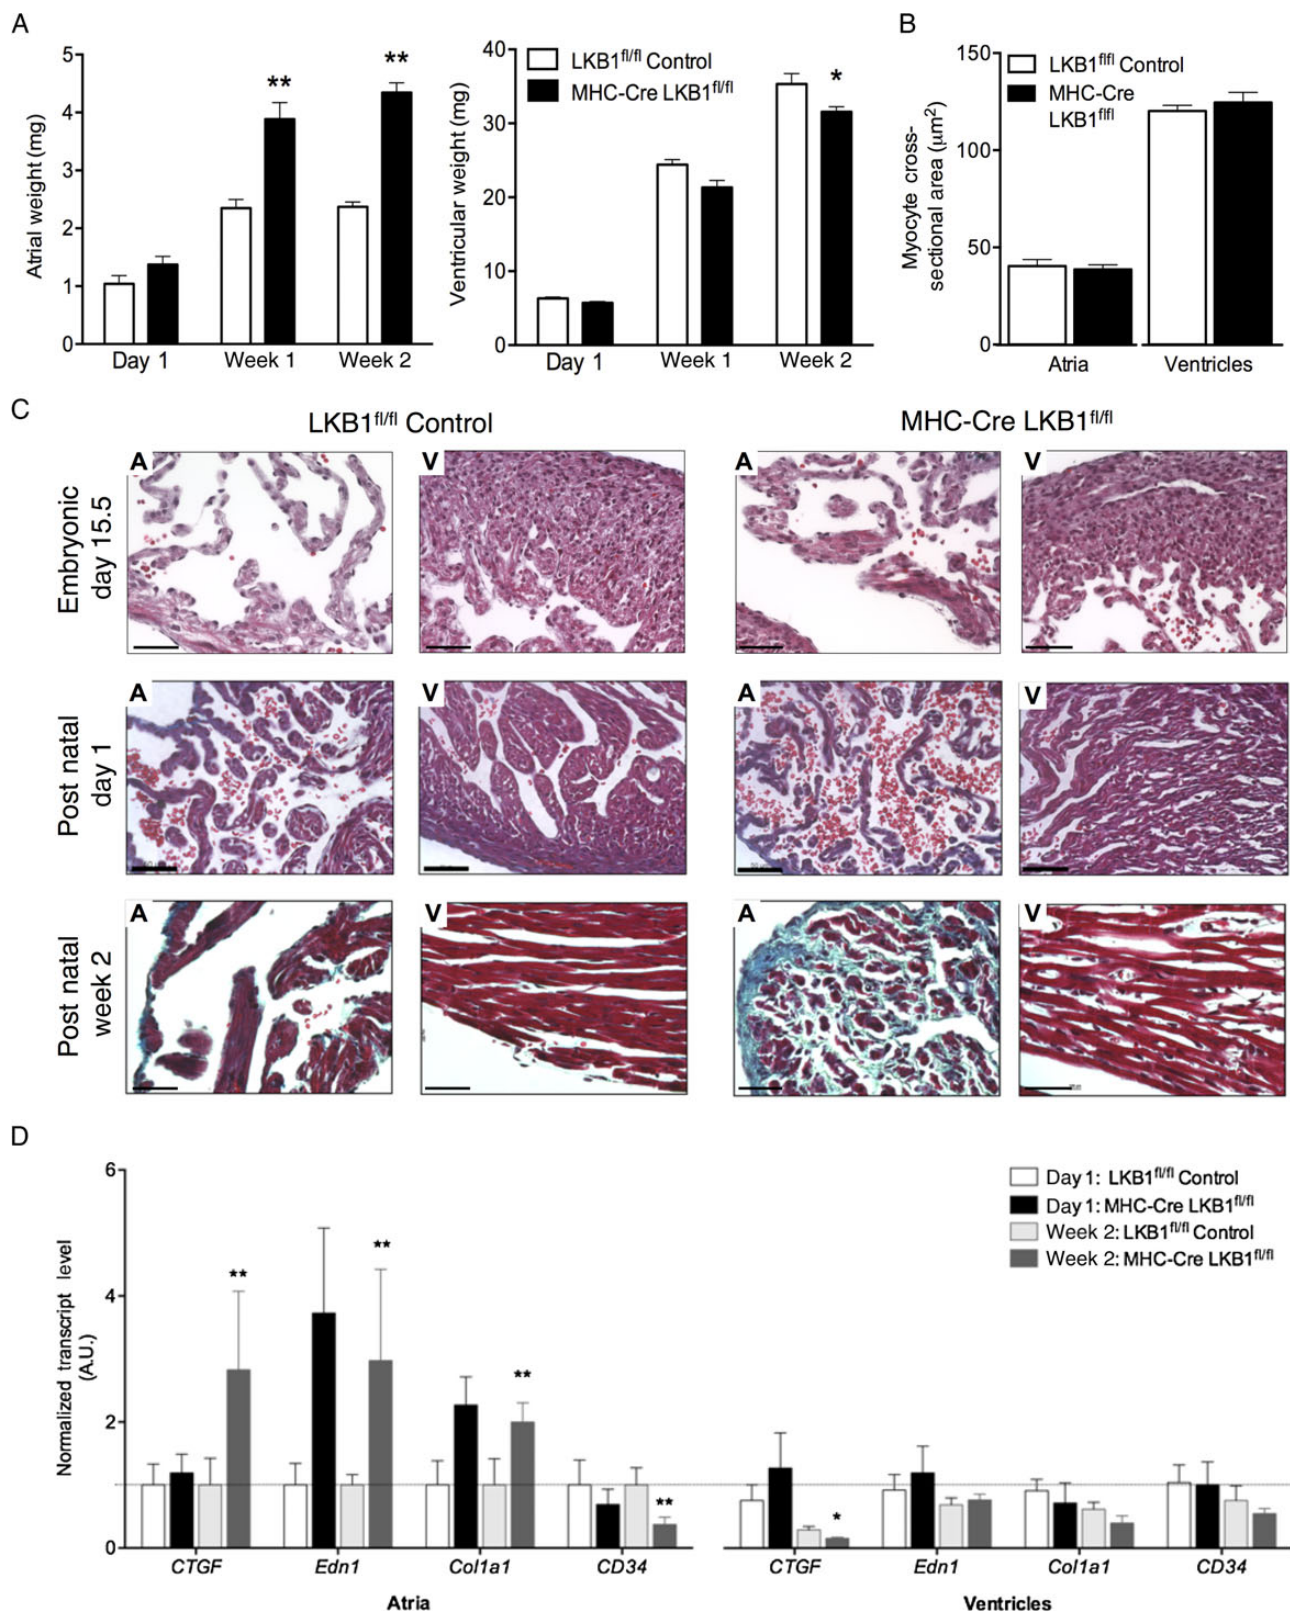 A
Atrial weight (mg)
5
4
3
2
1
0
**
**
Day 1
Week 1
Week 2
Ventricular weight (mg)
40
30
20
10
0
LKB1fl/fl Control
MHC-Cre LKB1fl/fl
*
Day 1
Week 1
Week 2
B
Myocyte cross-
sectional area (µm2)
150
100
50
0
LKB1flfl Control
MHC-Cre
LKB1flfl
Atria
Ventricles
C
LKB1fl/fl Control
MHC-Cre LKB1fl/fl
Embryonic
day 15.5
A
V
A
V
Post natal
day 1
A
V
A
V
Post natal
week 2
A
V
A
V
D
Normalized transcript level
(A.U.)
6
4
2
0
Day 1: LKB1fl/fl Control
Day 1: MHC-Cre LKB1fl/fl
Week 2: LKB1fl/fl Control
Week 2: MHC-Cre LKB1fl/fl
**
**
**
**
*
CTGF
Edn1
Col1a1
CD34
CTGF
Edn1
Col1a1
CD34
Atria
Ventricles